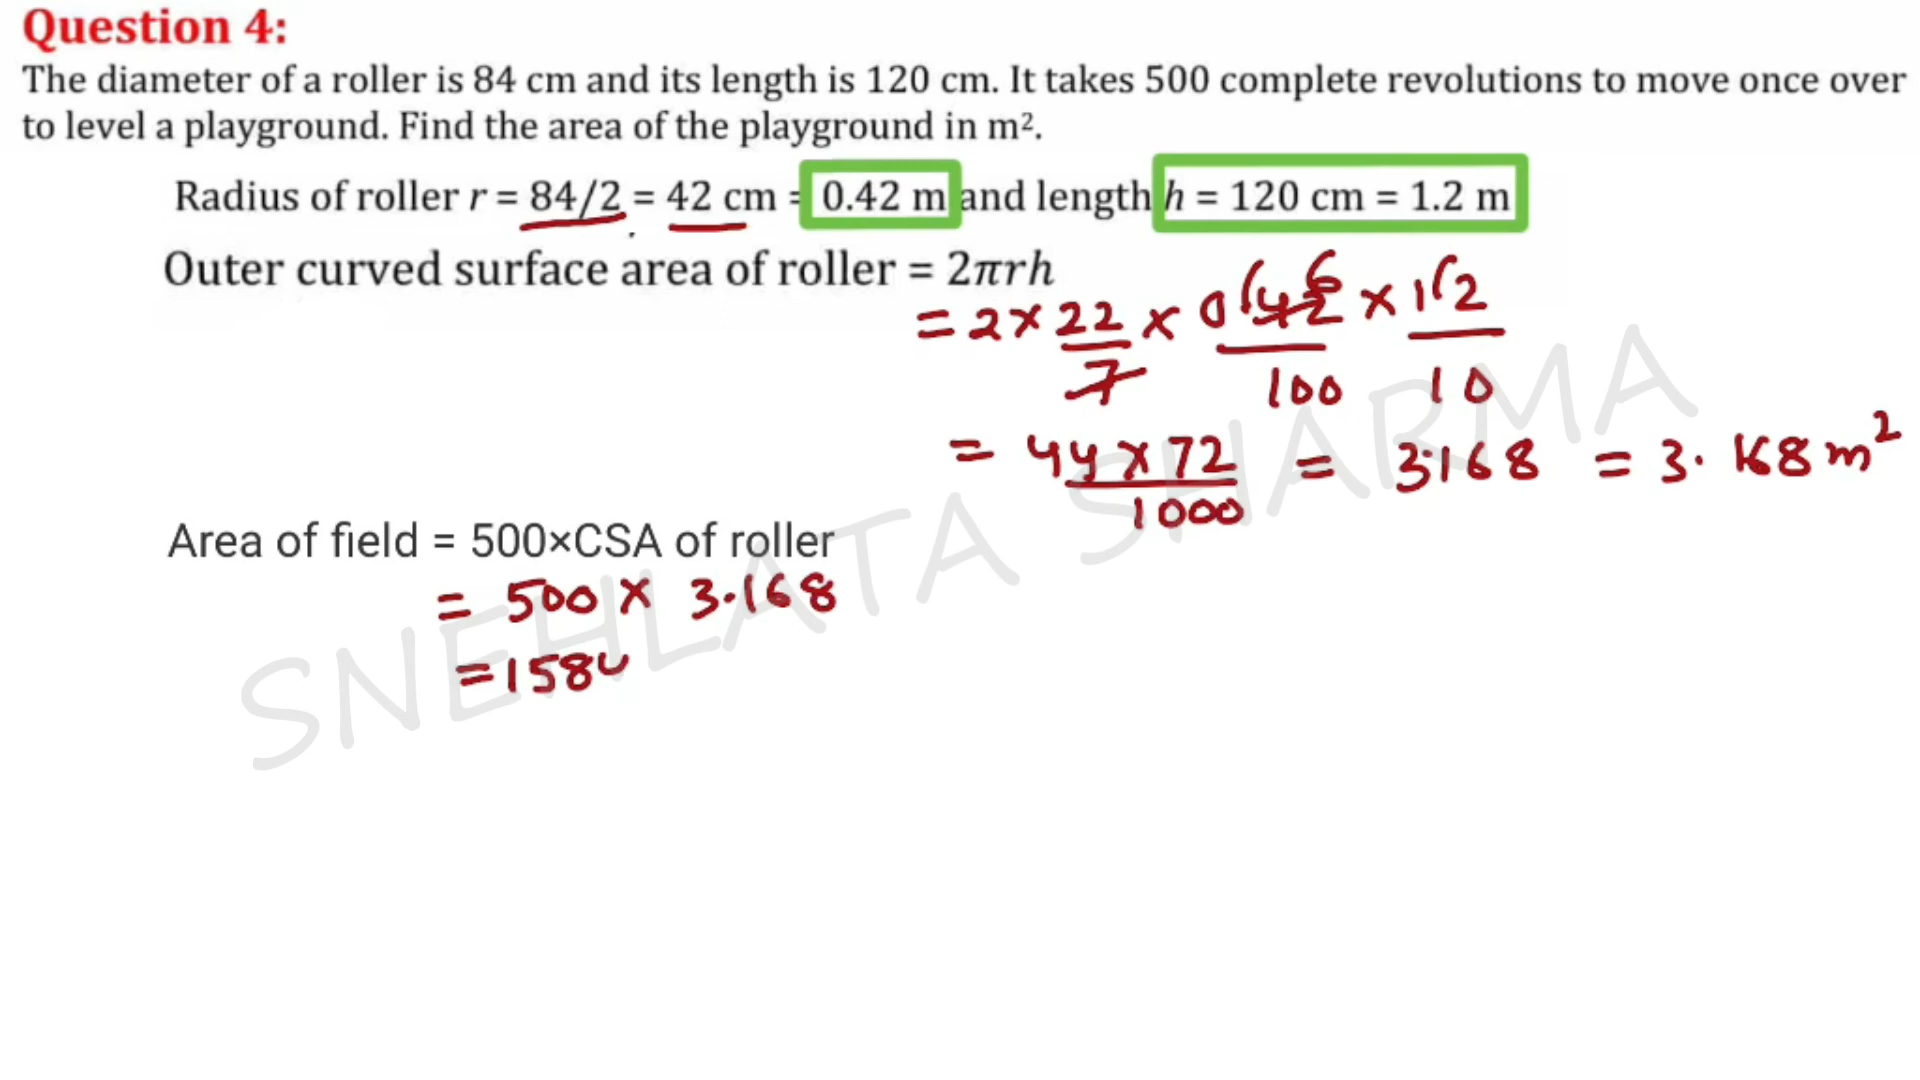 Question 4:
The diameter of a roller is 84 cm and its length is 120 cm. It takes 500 complete revolutions to move once over
to level a playground. Find the area of the playground in m².
Radius of roller r = 84/2 = 42 cm = 0.42 m and length h = 120 cm = 1.2 m
Outer curved surface area of roller = 2πrh
= 2 × 22/7 × 0.42/100 × 1.2/10 6
= 44 × 72/1000 = 3.168 = 3.168 m²
Area of field = 500×CSA of roller
= 500 × 3.168
= 1584
SNEHLATA SHARMA